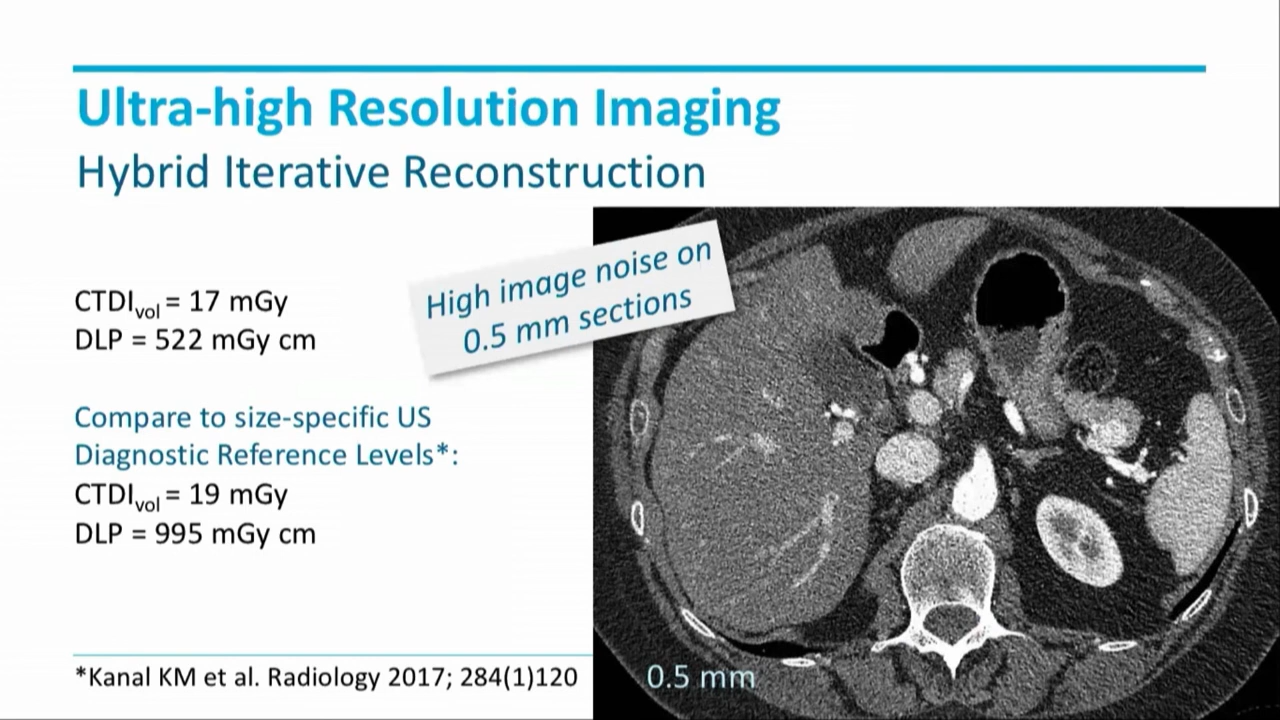 Ultra-high Resolution Imaging
Hybrid Iterative Reconstruction
High image noise on
0.5 mm sections
CTDIvol = 17 mGy
DLP = 522 mGy cm
Compare to size-specific US
Diagnostic Reference Levels*:
CTDIvol = 19 mGy
DLP = 995 mGy cm
*Kanal KM et al. Radiology 2017; 284(1)120
0.5 mm